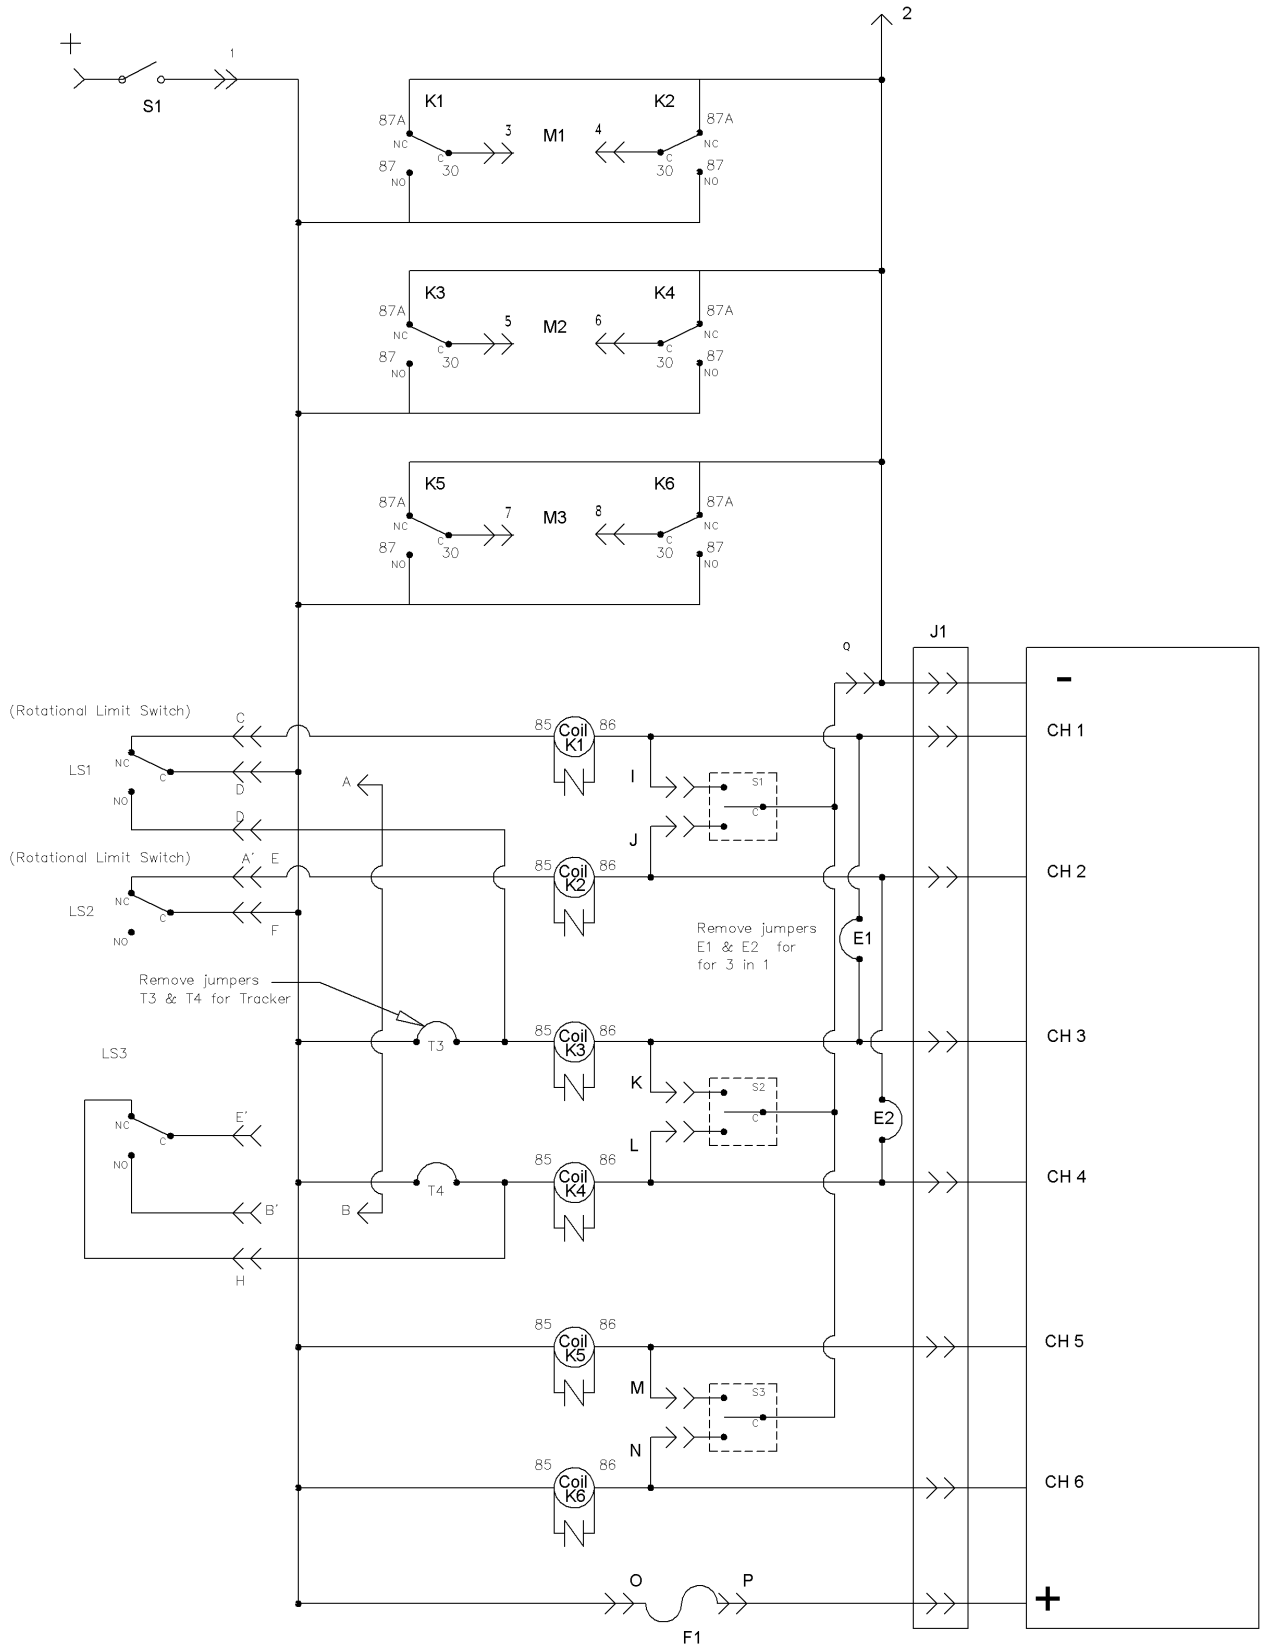 2
+
1
S1
K1
K2
87A
87A
3
M1
4
NC
NC
C
C
87
30
30
87
NO
NO
K3
K4
87A
87A
5
M2
6
NC
NC
C
C
87
30
30
87
NO
NO
K5
K6
87A
87A
7
M3
8
NC
NC
C
C
87
30
30
87
NO
NO
J1
Q
-
(Rotational Limit Switch)
C
85
Coil
K1
86
CH 1
NC
LS1
C
I
S1
D
A
NO
C
D
J
(Rotational Limit Switch)
A'
E
85
Coil
K2
86
CH 2
NC
LS2
C
F
NO
Remove jumpers
E1 & E2 for
for 3 in 1
E1
Remove jumpers
T3 & T4 for Tracker
T3
85
Coil
K3
86
CH 3
LS3
K
S2
E'
NC
C
C
E2
L
NO
T4
85
Coil
K4
86
CH 4
B'
B
H
85
Coil
K5
86
CH 5
M
S3
C
N
85
Coil
K6
86
CH 6
O
P
+
F1